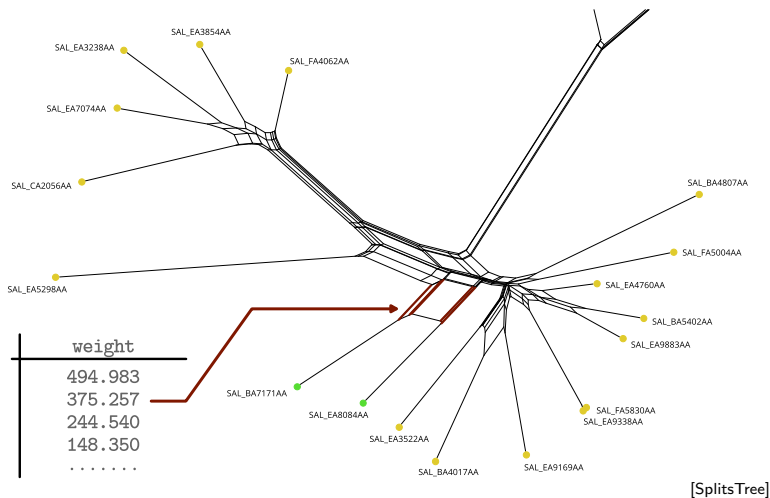 SAL_EA3854AA
SAL_EA3238AA
SAL_FA4062AA
SAL_EA7074AA
SAL_CA2056AA
SAL_BA4807AA
SAL_FA5004AA
SAL_EA4760AA
SAL_EA5298AA
SAL_BA5402AA
SAL_EA9883AA
weight
494.983
375.257
244.540
148.350
.......
SAL_BA7171AA
SAL_EA8084AA
SAL_FA5830AA
SAL_EA9338AA
SAL_EA3522AA
SAL_BA4017AA
SAL_EA9169AA
[SplitsTree]